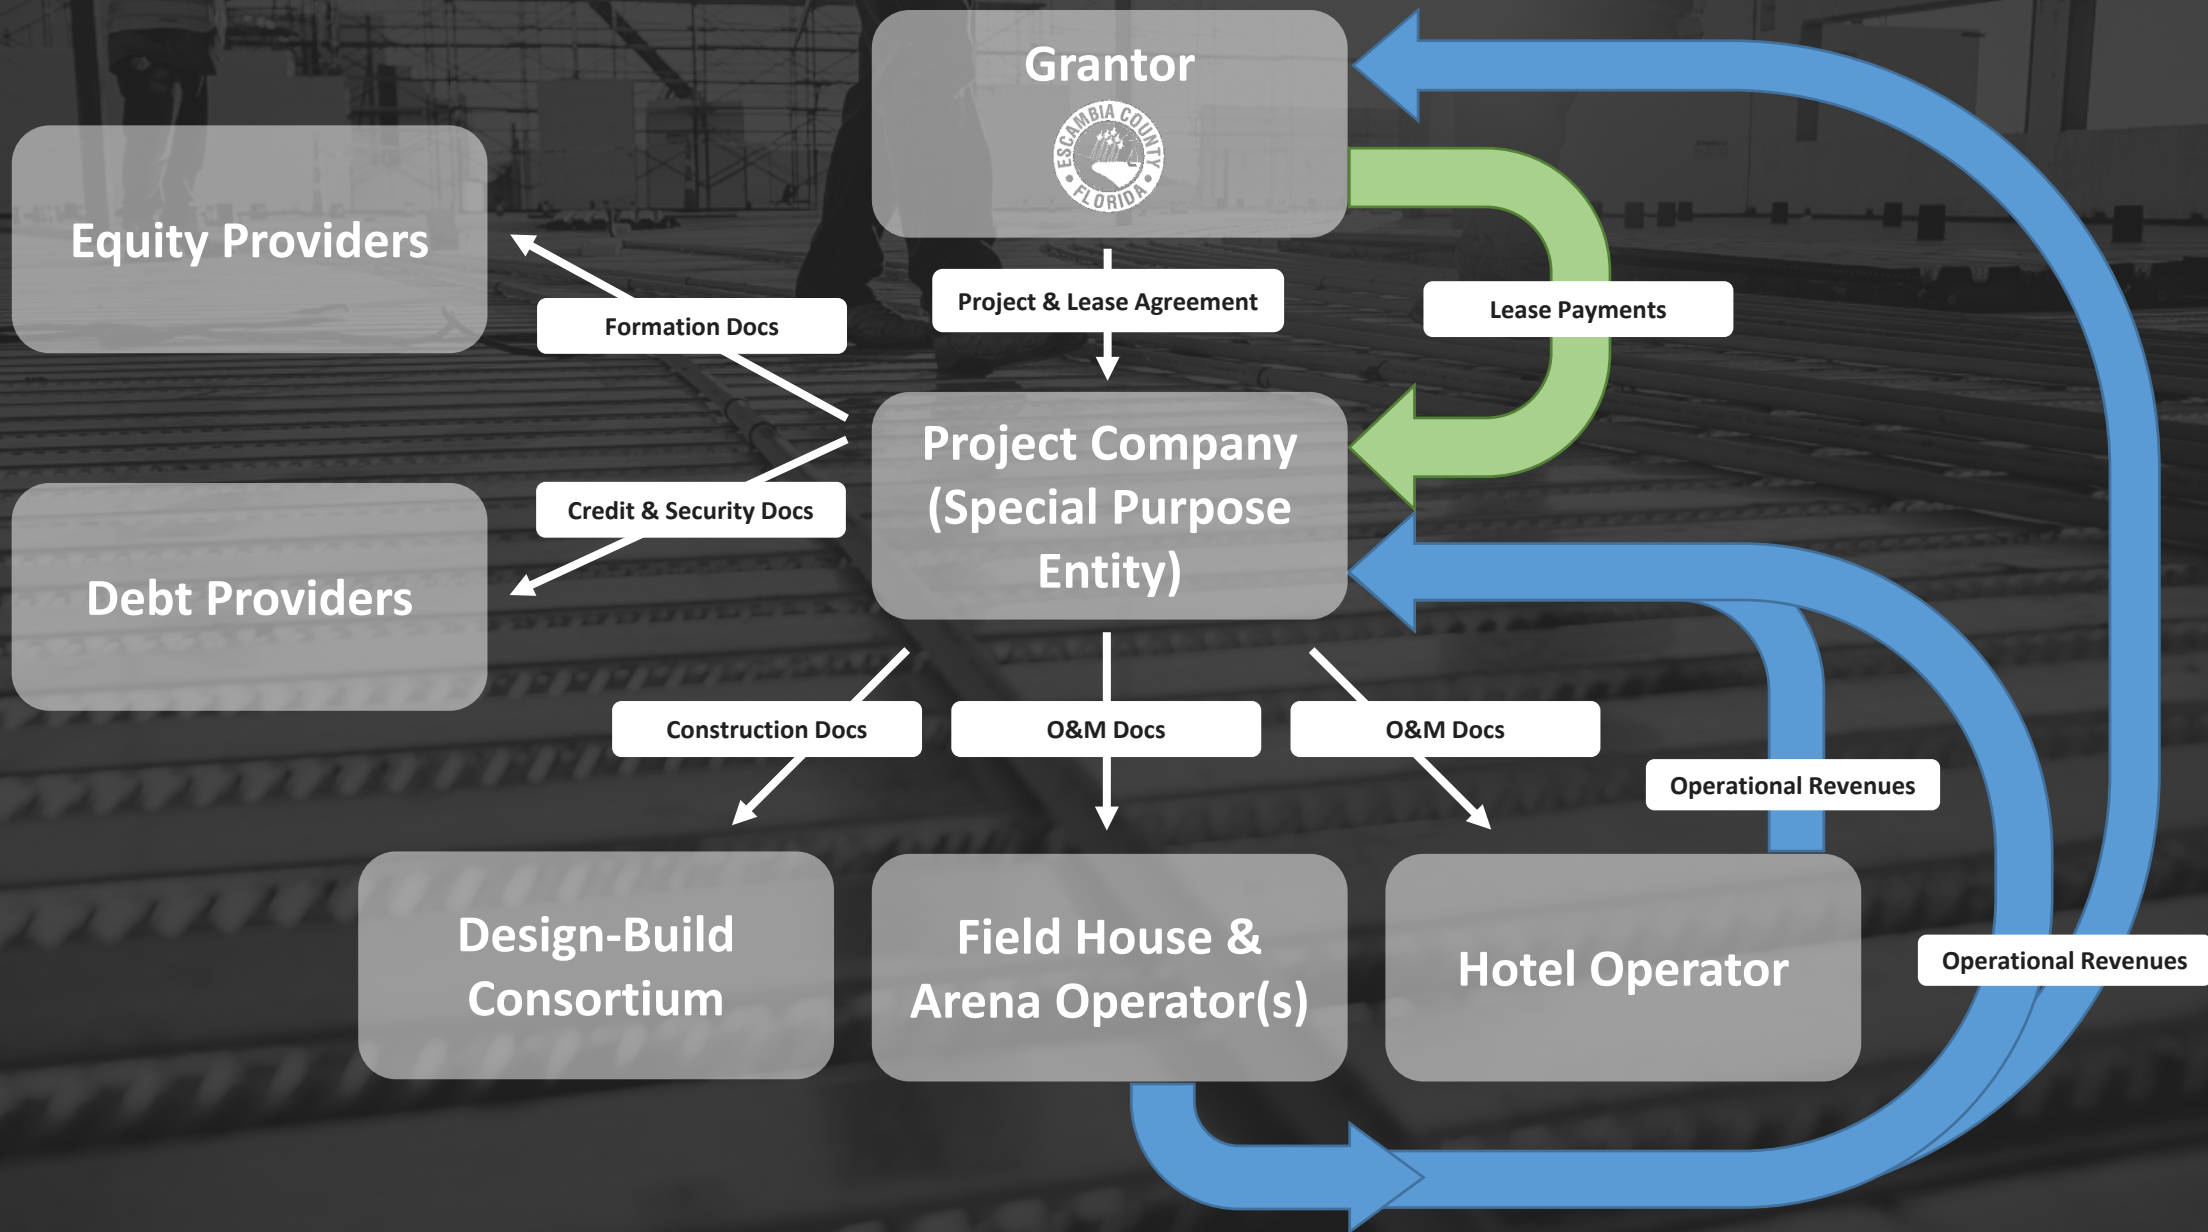 Grantor
ESCAMBIA COUNTY
FLORIDA
Equity Providers
Formation Docs
Project & Lease Agreement
Lease Payments
Project Company
(Special Purpose
Entity)
Credit & Security Docs
Debt Providers
Construction Docs
O&M Docs
O&M Docs
Operational Revenues
Design-Build
Consortium
Field House &
Arena Operator(s)
Hotel Operator
Operational Revenues